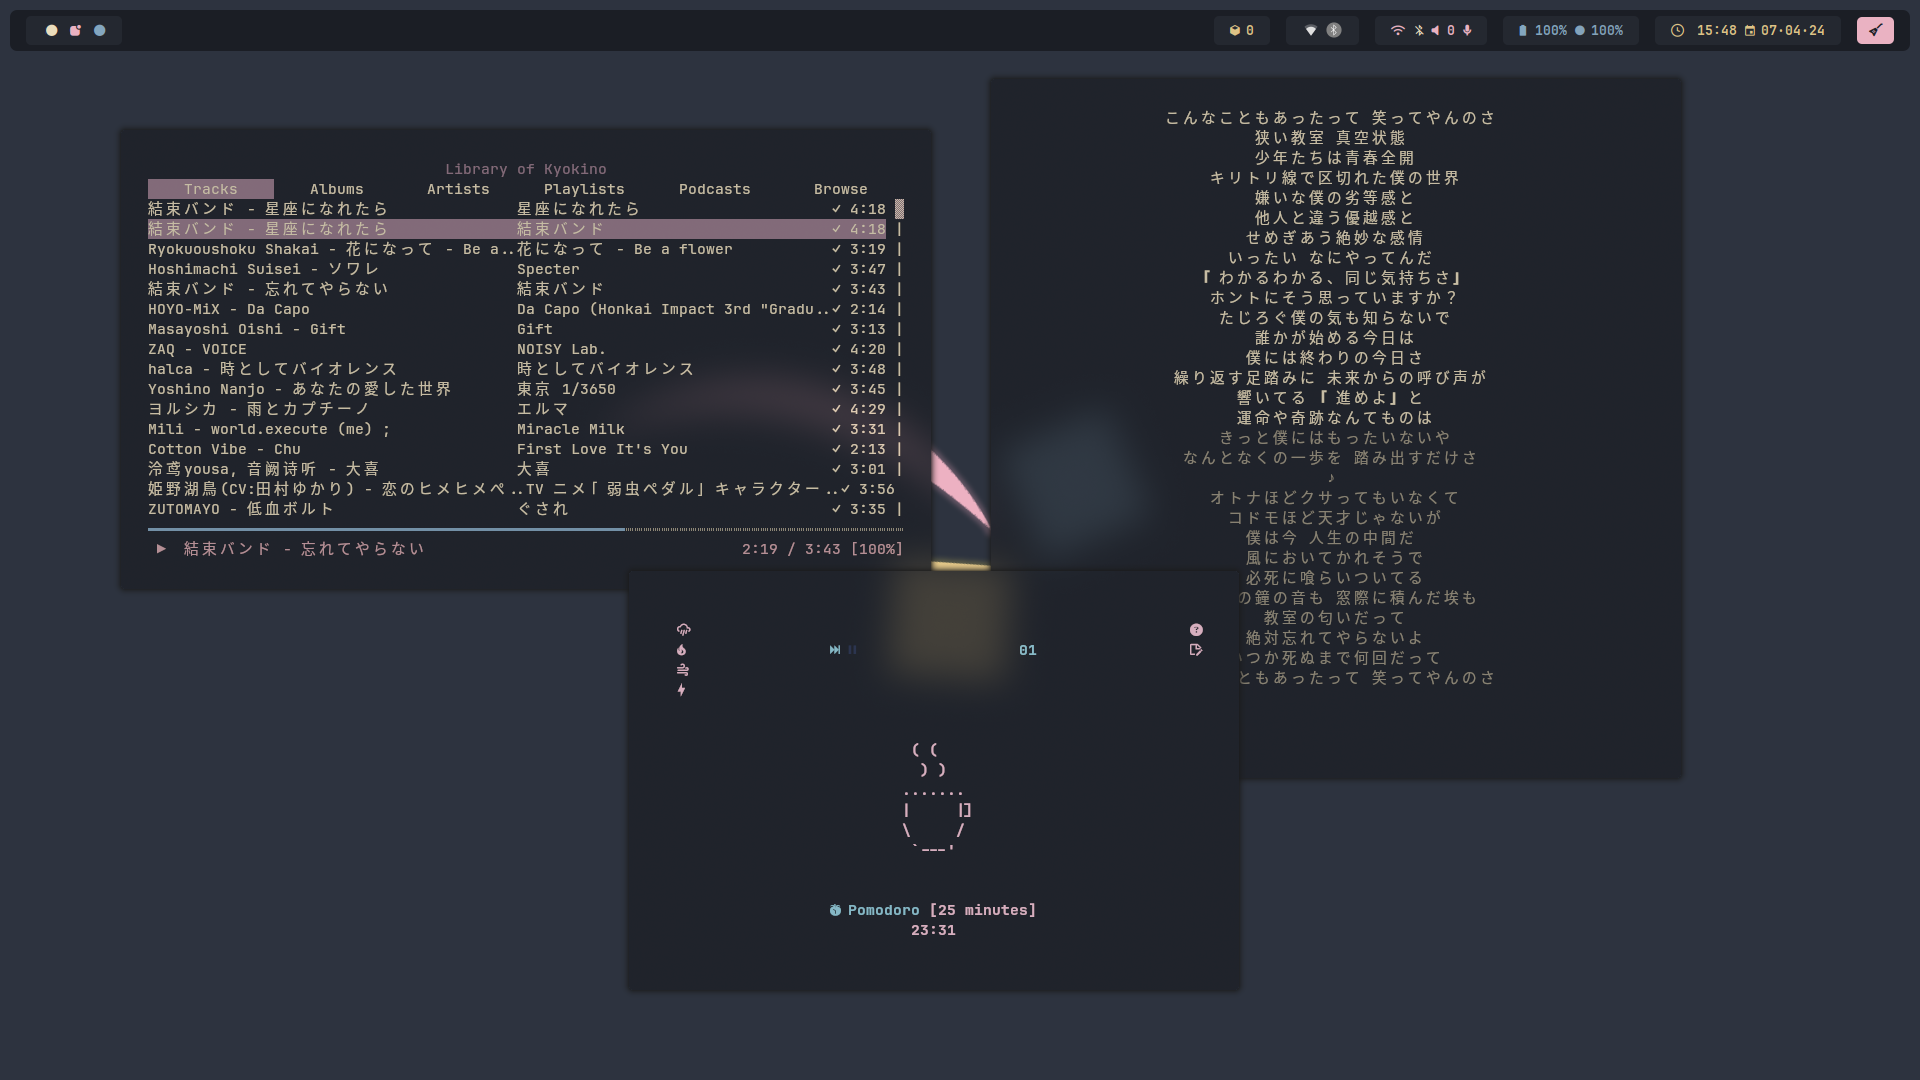 0
0
100%
100%
15:48
07·04·24
Library of Kyokino
Tracks Albums Artists Playlists Podcasts Browse
結束バンド - 星座になれたら 星座になれたら ✓ 4:18
結束バンド - 星座になれたら 結束バンド ✓ 4:18
Ryokuoushoku Shakai - 花になって - Be a..花になって - Be a flower ✓ 3:19
Hoshimachi Suisei - ソワレ Specter ✓ 3:47
結束バンド - 忘れてやらない 結束バンド ✓ 3:43
HOYO-MiX - Da Capo Da Capo (Honkai Impact 3rd "Gradu..✓ 2:14
Masayoshi Oishi - Gift Gift ✓ 3:13
ZAQ - VOICE NOISY Lab. ✓ 4:20
halca - 時としてバイオレンス 時としてバイオレンス ✓ 3:48
Yoshino Nanjo - あなたの愛した世界 東京 1/3650 ✓ 3:45
ヨルシカ - 雨とカプチーノ エルマ ✓ 4:29
Mili - world.execute (me) ; Miracle Milk ✓ 3:31
Cotton Vibe - Chu First Love It's You ✓ 2:13
泠鸢yousa, 音阙诗听 - 大喜 大喜 ✓ 3:01
姫野湖鳥(CV:田村ゆかり) - 恋のヒメヒメぺ..TV ニメ「弱虫ペダル」キャラクター ..✓ 3:56
ZUTOMAYO - 低血ボルト ぐされ ✓ 3:35
▶ 結束バンド - 忘れてやらない 2:19 / 3:43 [100%]
こんなこともあったって 笑ってやんのさ
狭い教室 真空状態
少年たちは青春全開
キリトリ線で区切れた僕の世界
嫌いな僕の劣等感と
他人と違う優越感と
せめぎあう絶妙な感情
いったい なにやってんだ
『わかるわかる、同じ気持ちさ』
ホントにそう思っていますか？
たじろぐ僕の気も知らないで
誰かが始める今日は
僕には終わりの今日さ
繰り返す足踏みに 未来からの呼び声が
響いてる『進めよ』と
運命や奇跡なんてものは
きっと僕にはもったいないや
なんとなくの一歩を 踏み出すだけさ
♪
オトナほどクサってもいなくて
コドモほど天才じゃないが
僕は今 人生の中間だ
風においてかれそうで
必死に喰らいついてる
の鐘の音も 窓際に積んだ埃も
教室の匂いだって
絶対忘れてやらないよ
つか死ぬまで何回だって
ともあったって 笑ってやんのさ
01
( (
) )
.......
|      |]
\      /
`---'
Pomodoro [25 minutes]
23:31